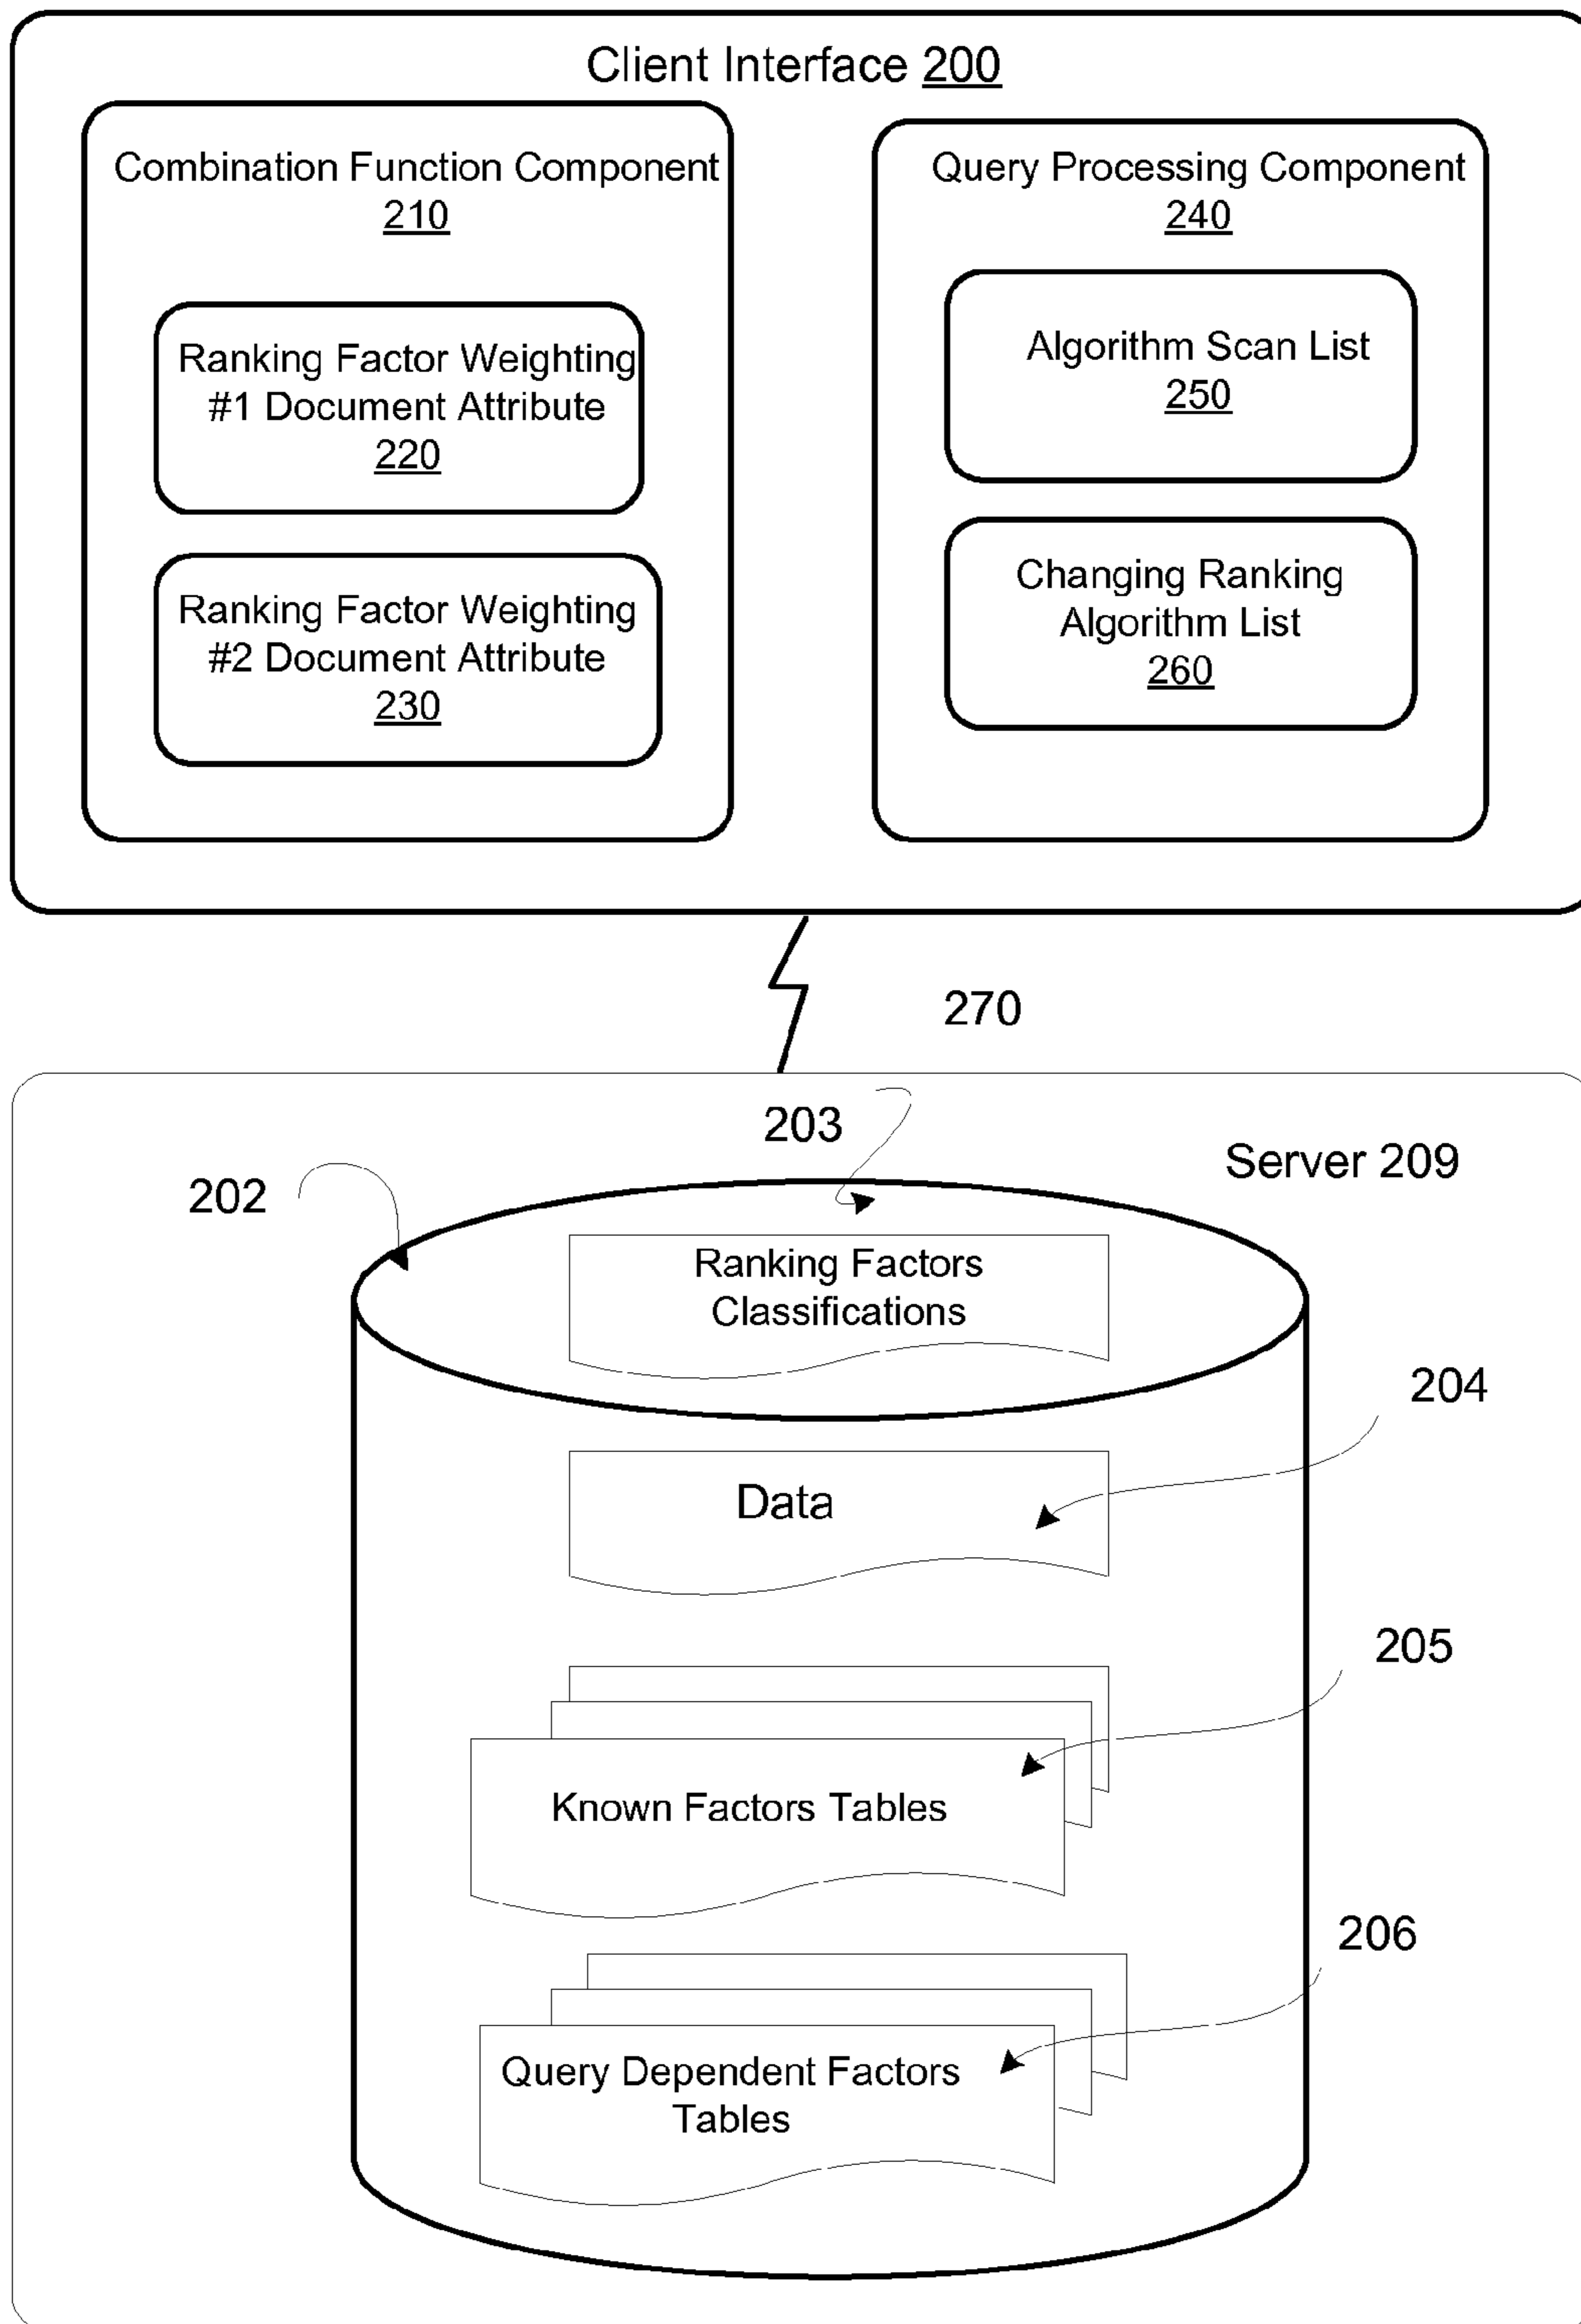 Client Interface 200
Combination Function Component
210
Ranking Factor Weighting
#1 Document Attribute
220
Ranking Factor Weighting
#2 Document Attribute
230
Query Processing Component
240
Algorithm Scan List
250
Changing Ranking
Algorithm List
260
270
203
Server 209
202
Ranking Factors
Classifications
204
Data
205
Known Factors Tables
206
Query Dependent Factors
Tables